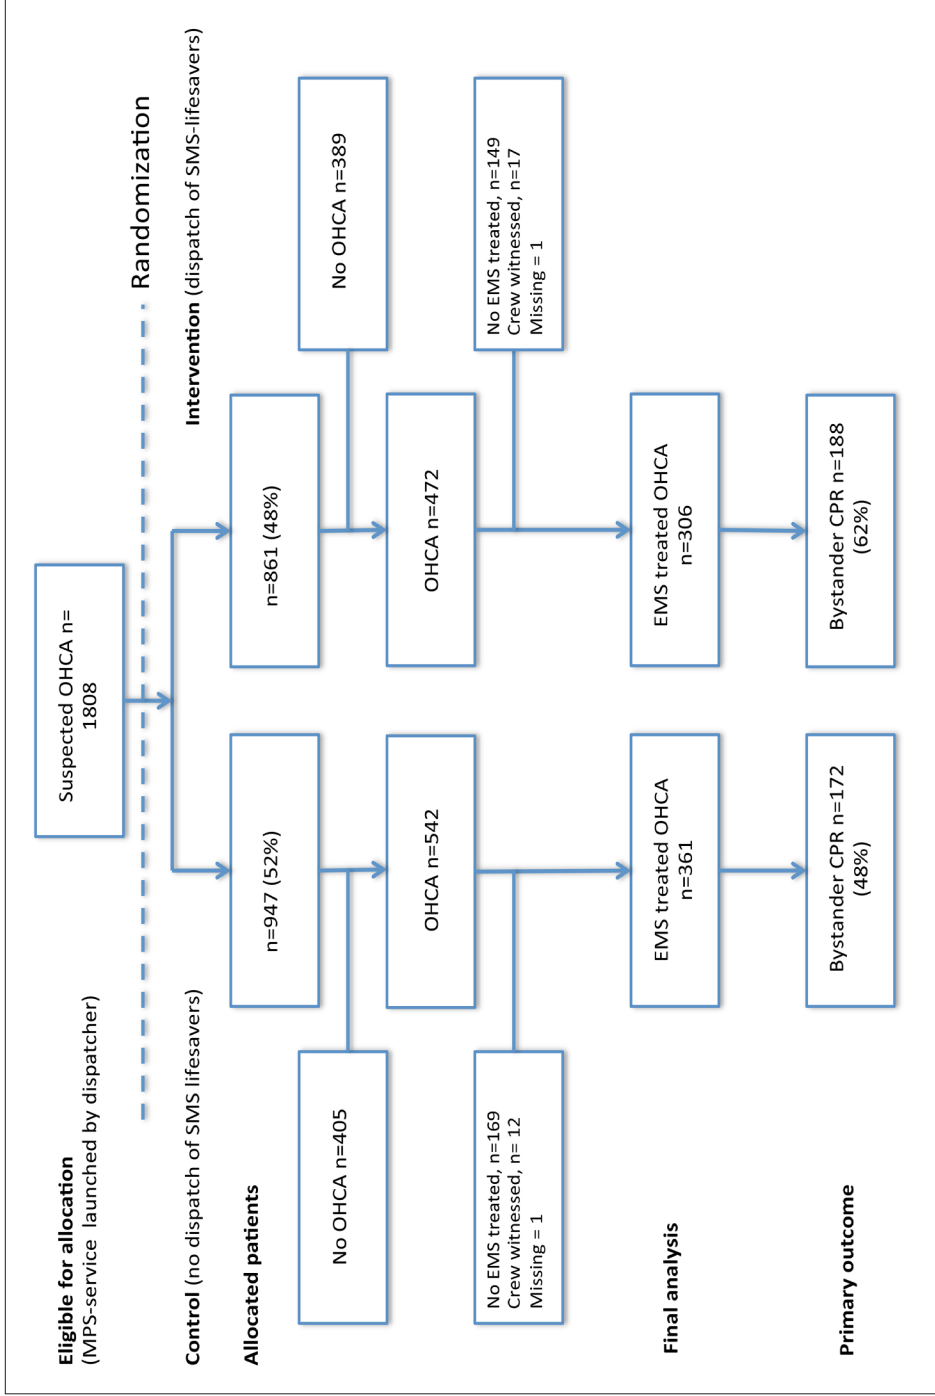 Eligible for allocation
(MPS-service launched by dispatcher)
Suspected OHCA n=
1808
Randomization
Control (no dispatch of SMS lifesavers)
Intervention (dispatch of SMS-lifesavers)
Allocated patients
n=947 (52%)
n=861 (48%)
No OHCA n=405
No OHCA n=389
OHCA n=542
OHCA n=472
No EMS treated, n=169
Crew witnessed, n= 12
Missing = 1
No EMS treated, n=149
Crew witnessed, n=17
Missing = 1
Final analysis
EMS treated OHCA
n=361
EMS treated OHCA
n=306
Primary outcome
Bystander CPR n=172
(48%)
Bystander CPR n=188
(62%)